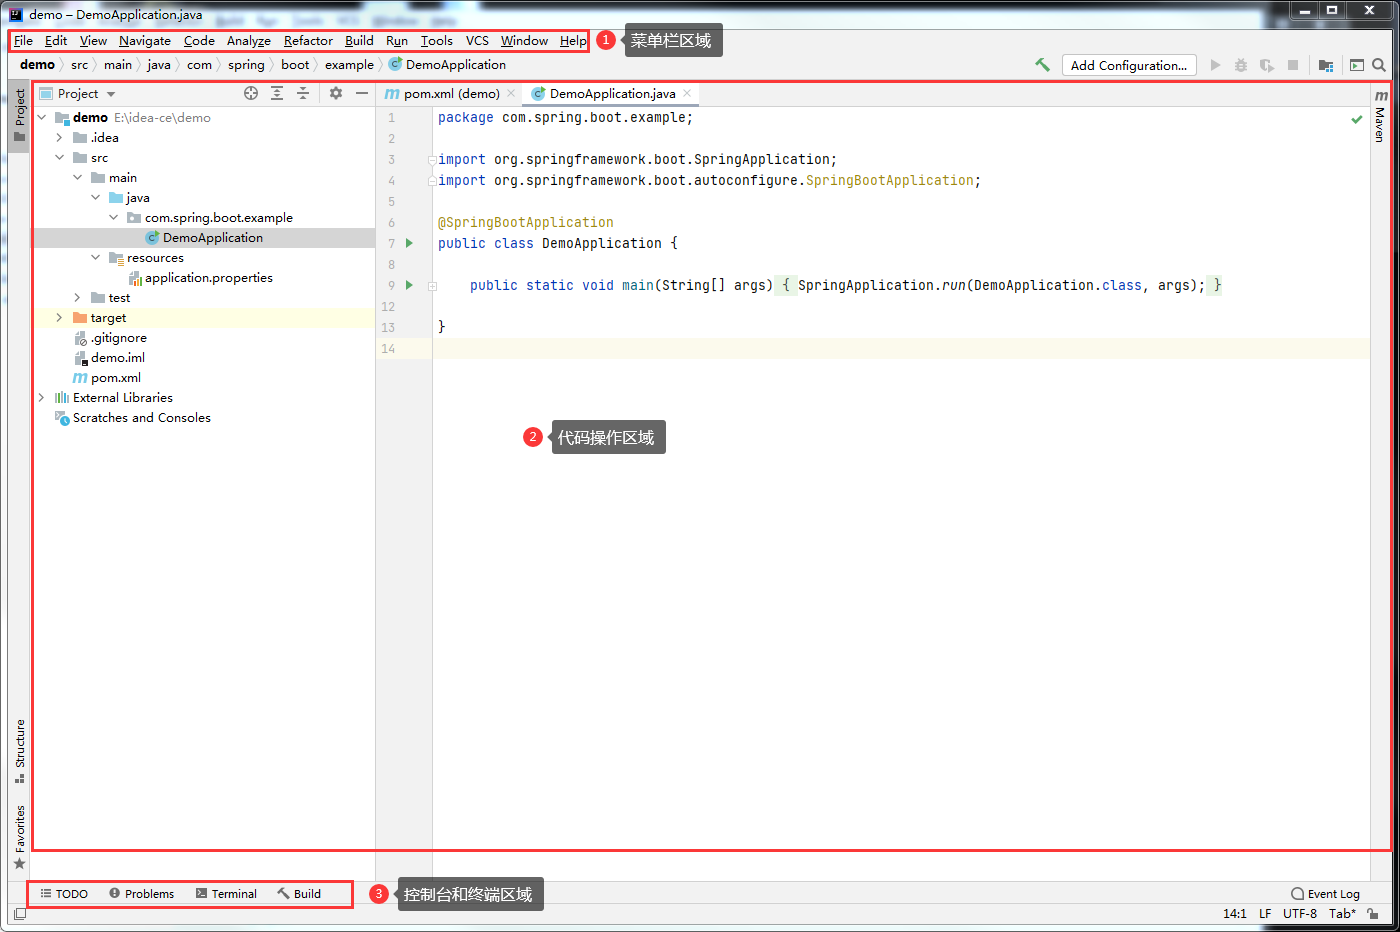 demo – DemoApplication.java
File Edit View Navigate Code Analyze Refactor Build Run Tools VCS Window Help
1 菜单栏区域
demo src main java com spring boot example DemoApplication
Add Configuration...
Project
Project
pom.xml (demo)
DemoApplication.java
Maven
demo E:\idea-ce\demo
.idea
src
main
java
com.spring.boot.example
DemoApplication
resources
application.properties
test
target
.gitignore
demo.iml
pom.xml
External Libraries
Scratches and Consoles
1 package com.spring.boot.example;
2
3 import org.springframework.boot.SpringApplication;
4 import org.springframework.boot.autoconfigure.SpringBootApplication;
5
6 @SpringBootApplication
7 public class DemoApplication {
8
9 public static void main(String[] args) { SpringApplication.run(DemoApplication.class, args); }
12
13 }
14
2 代码操作区域
Structure
Favorites
TODO Problems Terminal Build
3 控制台和终端区域
Event Log
14:1 LF UTF-8 Tab*